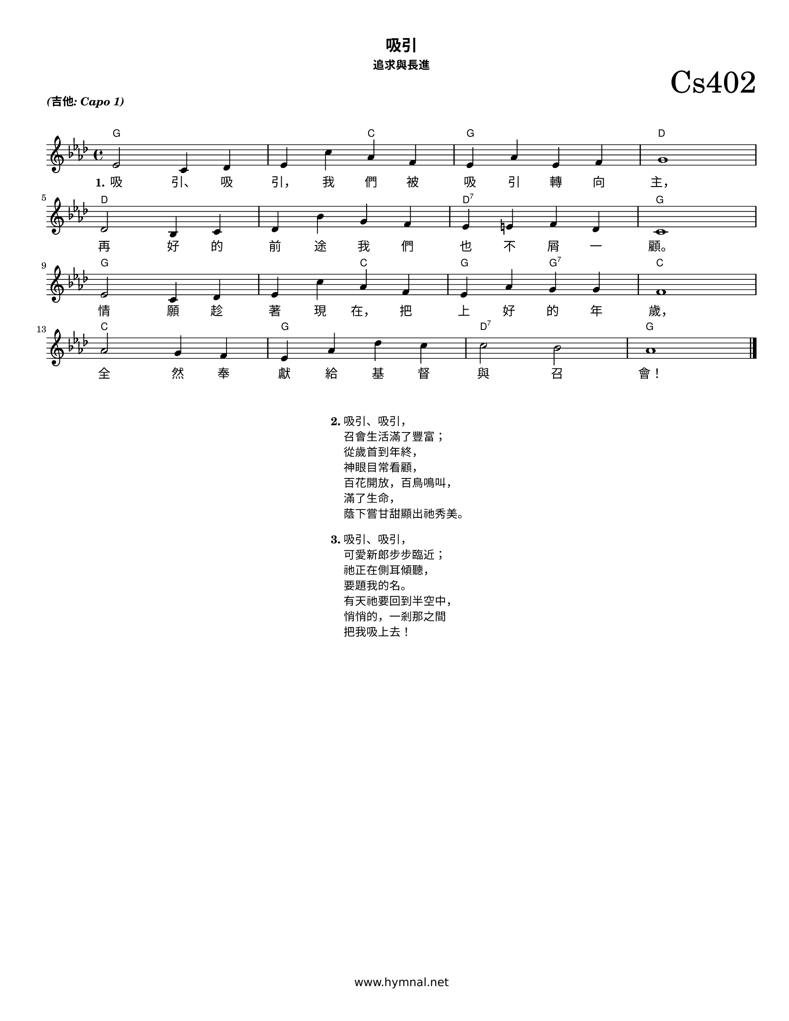 吸引
追求與長進
Cs402
(吉他: Capo 1)
G C G D
1. 吸 引、 吸 引， 我 們 被 吸 引 轉 向 主，
5 D D7 G
再 好 的 前 途 我 們 也 不 屑 一 顧。
9 G C G G7 C
情 願 趁 著 現 在， 把 上 好 的 年 歲，
13 C G D7 G
全 然 奉 獻 給 基 督 與 召 會！
2. 吸引、吸引，
召會生活滿了豐富；
從歲首到年終，
神眼目常看顧，
百花開放，百鳥鳴叫，
滿了生命，
蔭下嘗甘甜顯出祂秀美。
3. 吸引、吸引，
可愛新郎步步臨近；
祂正在側耳傾聽，
要題我的名。
有天祂要回到半空中，
悄悄的，一剎那之間
把我吸上去！
www.hymnal.net